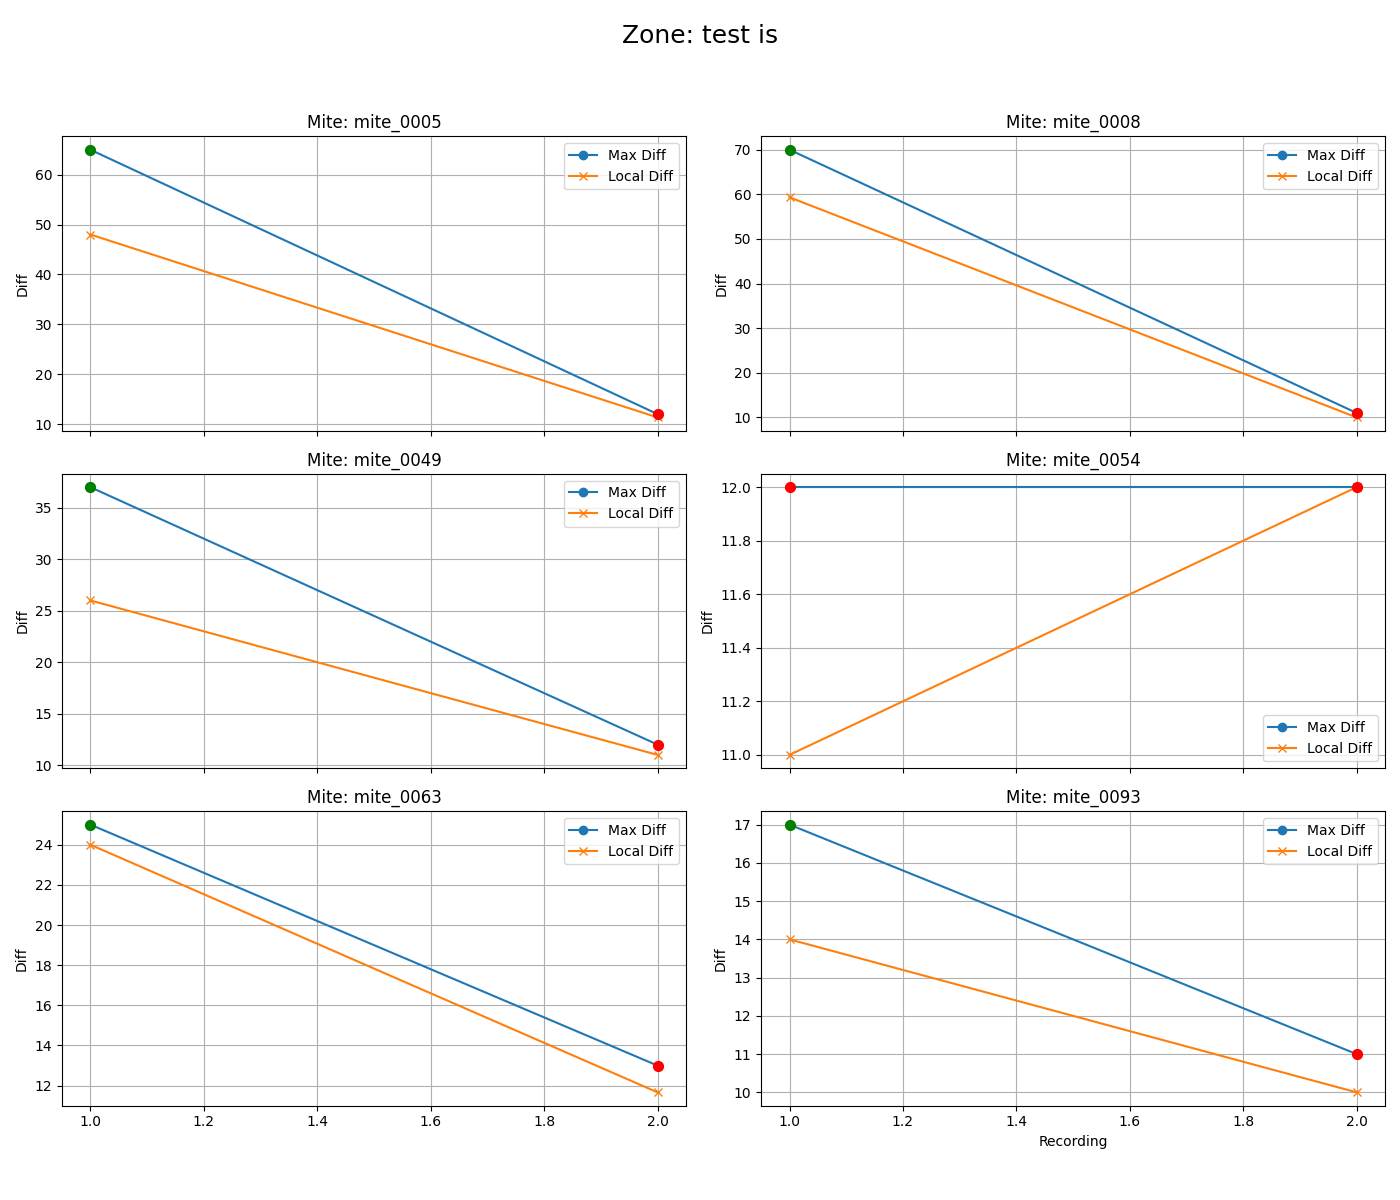 Zone: test is
Mite: mite_0005
Mite: mite_0008
Max Diff
Local Diff
Diff
60
50
40
30
20
10
Max Diff
Local Diff
Diff
70
60
50
40
30
20
10
Mite: mite_0049
Mite: mite_0054
Max Diff
Local Diff
Diff
35
30
25
20
15
10
Max Diff
Local Diff
Diff
12.0
11.8
11.6
11.4
11.2
11.0
Mite: mite_0063
Mite: mite_0093
Max Diff
Local Diff
Diff
24
22
20
18
16
14
12
1.0 1.2 1.4 1.6 1.8 2.0
Max Diff
Local Diff
Diff
17
16
15
14
13
12
11
10
1.0 1.2 1.4 1.6 1.8 2.0
Recording